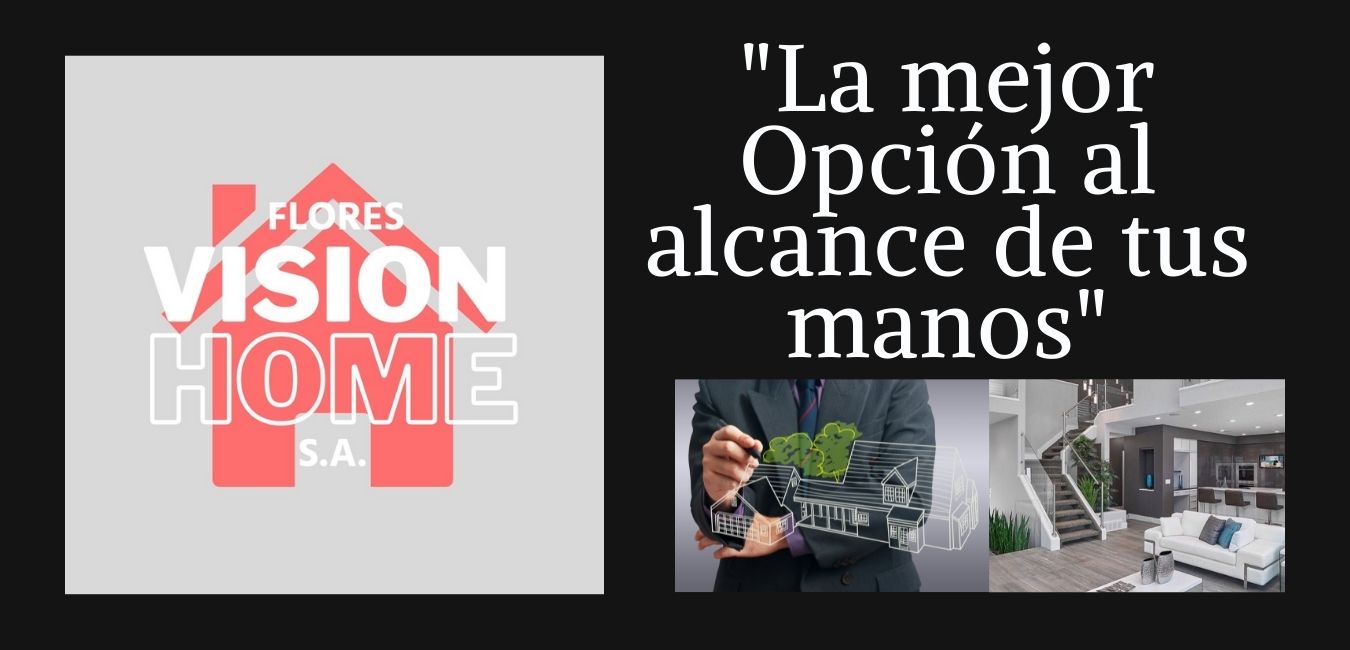 FLORES
VISION
HOME
S.A.
"La mejor
Opción al
alcance de tus
manos"